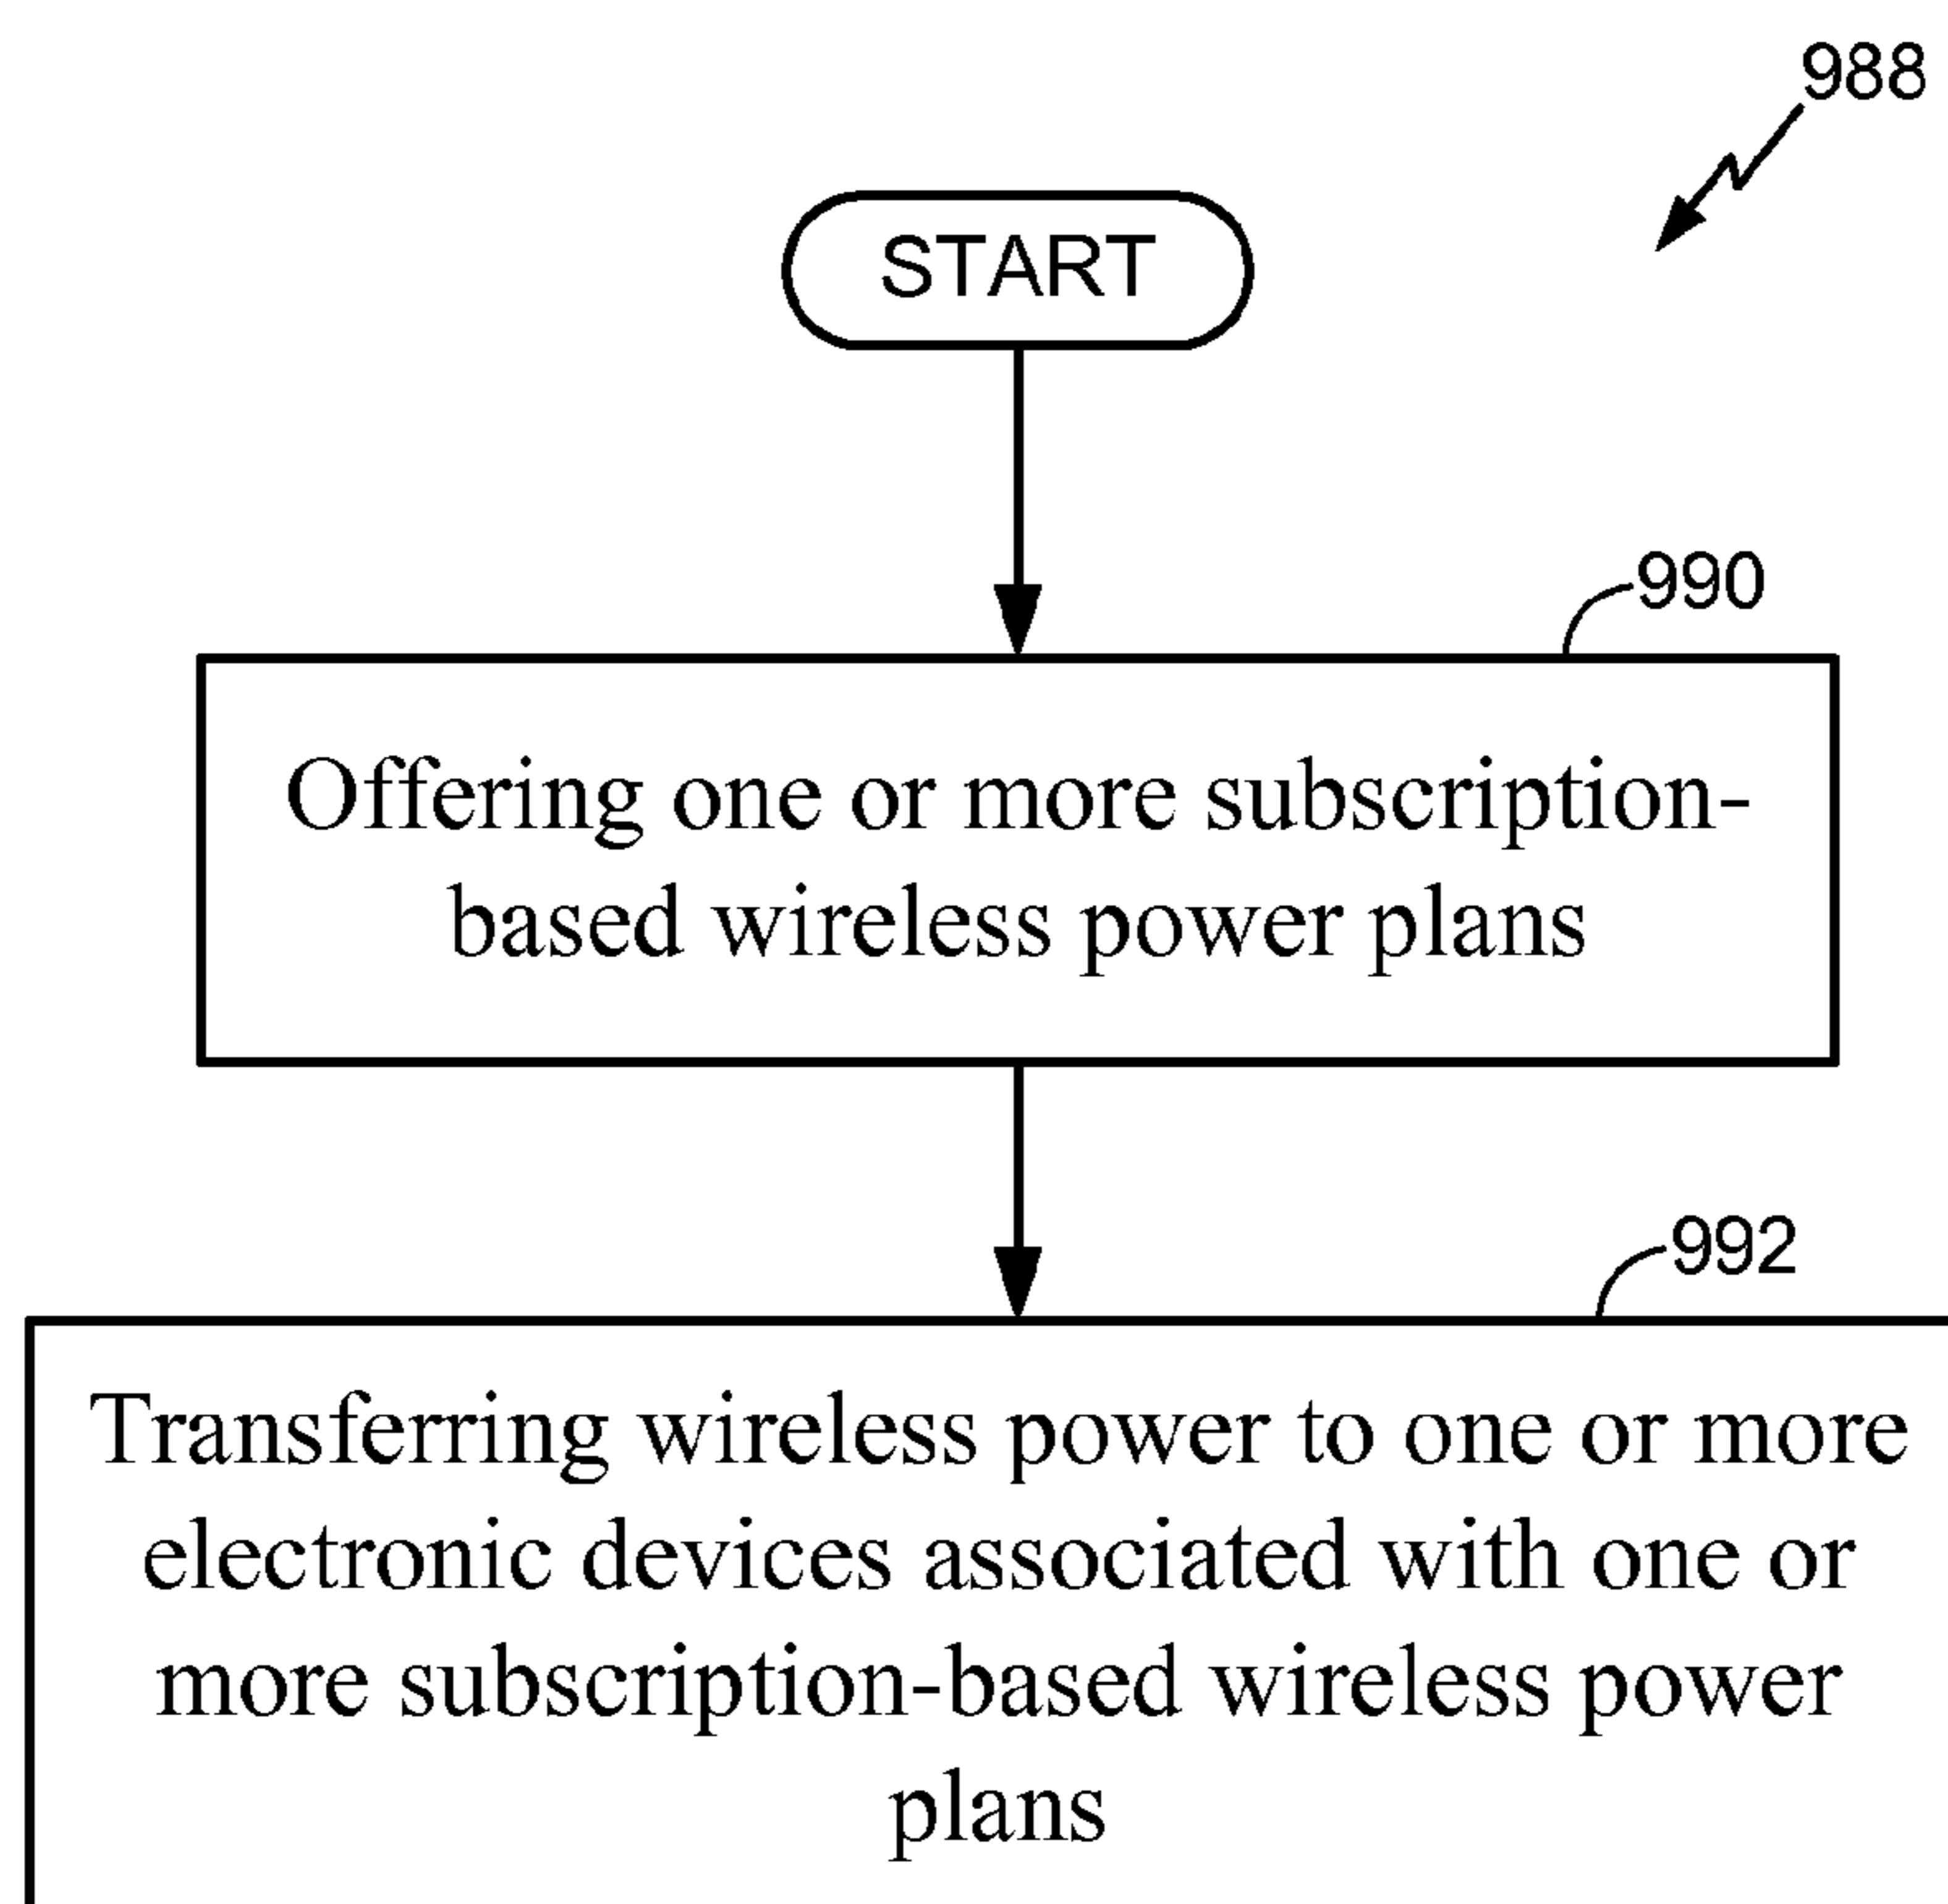 988
START
990
Offering one or more subscription-
based wireless power plans
992
Transferring wireless power to one or more
electronic devices associated with one or
more subscription-based wireless power
plans